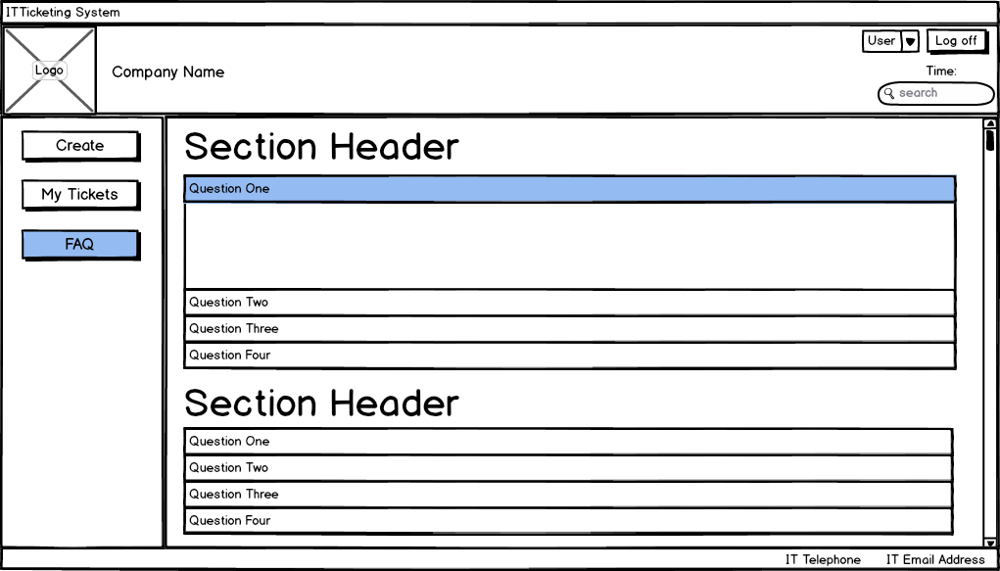 IT Ticketing System
Logo
Company Name
User
Log off
Time:
search
Create
My Tickets
FAQ
Section Header
Question One
Question Two
Question Three
Question Four
Section Header
Question One
Question Two
Question Three
Question Four
IT Telephone
IT Email Address